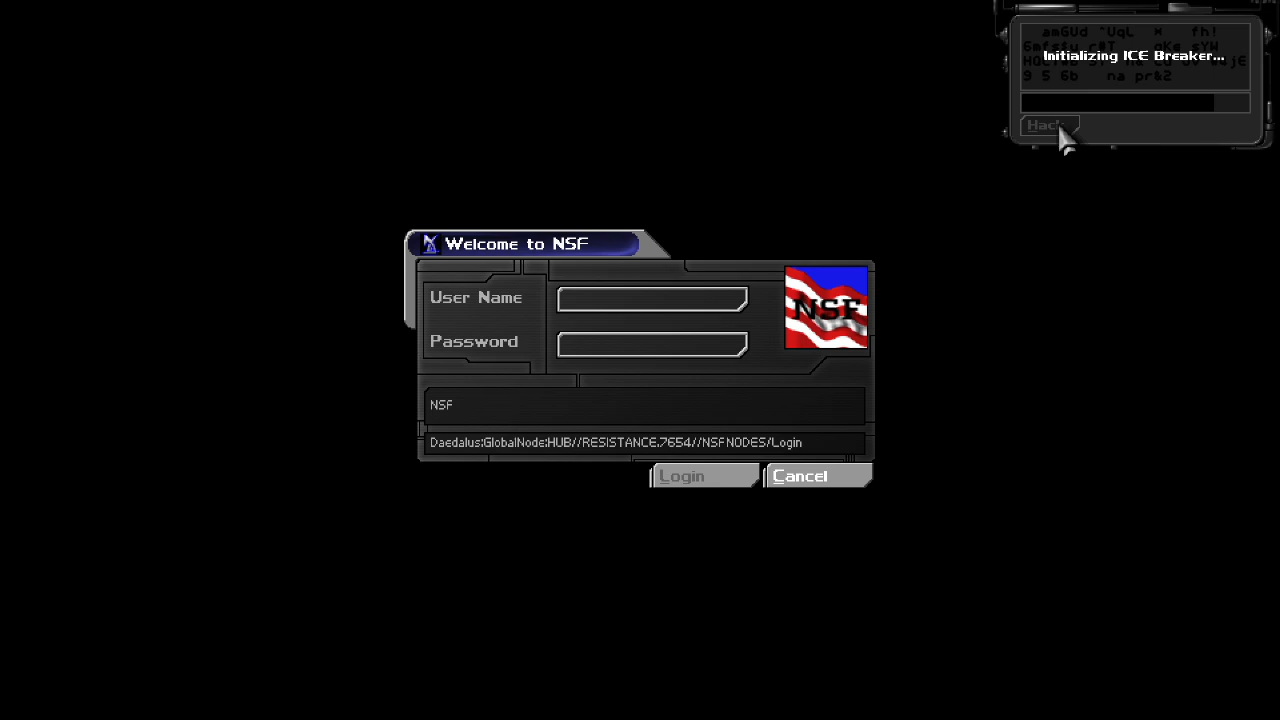 Initializing ICE Breaker...
Hack
Welcome to NSF
User Name
NSF
Password
NSF
Daedalus:GlobalNode:HUB//RESISTANCE.7654//NSFNODES/Login
Login
Cancel